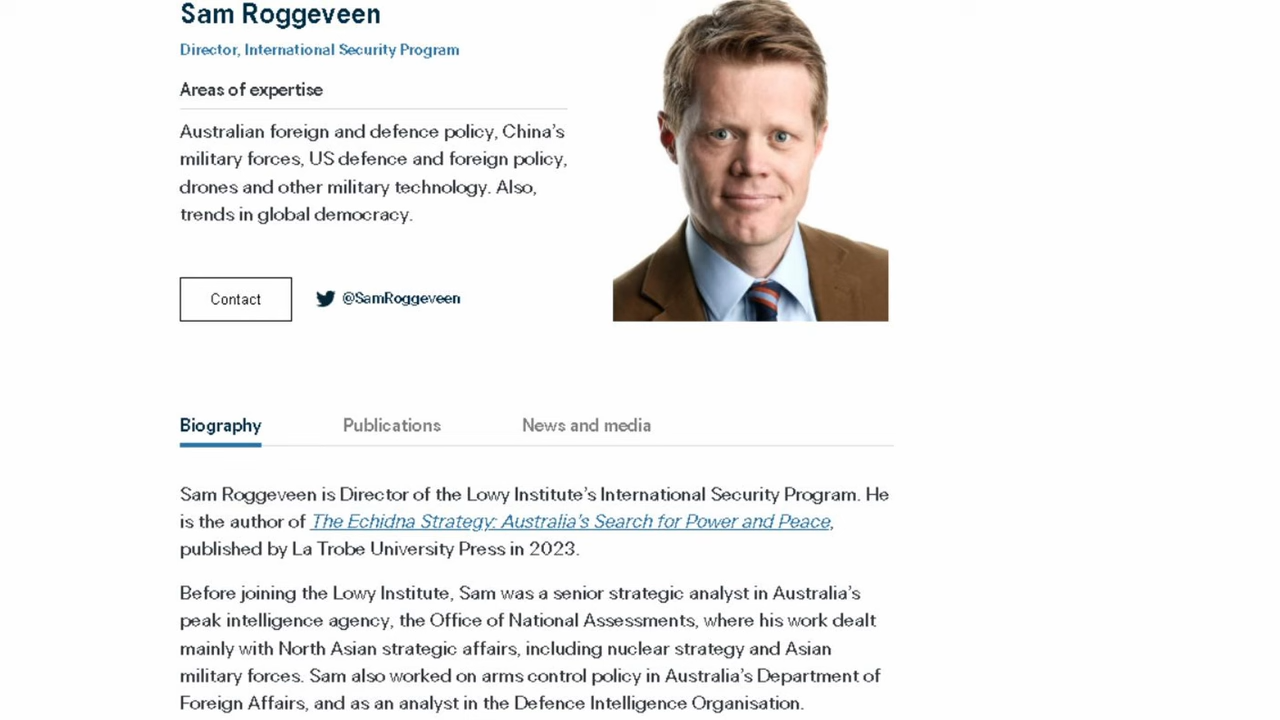 Sam Roggeveen
Director, International Security Program
Areas of expertise
Australian foreign and defence policy, China's
military forces, US defence and foreign policy,
drones and other military technology. Also,
trends in global democracy.
Contact
@SamRoggeveen
Biography
Publications
News and media
Sam Roggeveen is Director of the Lowy Institute's International Security Program. He
is the author of The Echidna Strategy: Australia's Search for Power and Peace,
published by La Trobe University Press in 2023.
Before joining the Lowy Institute, Sam was a senior strategic analyst in Australia's
peak intelligence agency, the Office of National Assessments, where his work dealt
mainly with North Asian strategic affairs, including nuclear strategy and Asian
military forces. Sam also worked on arms control policy in Australia's Department of
Foreign Affairs, and as an analyst in the Defence Intelligence Organisation.